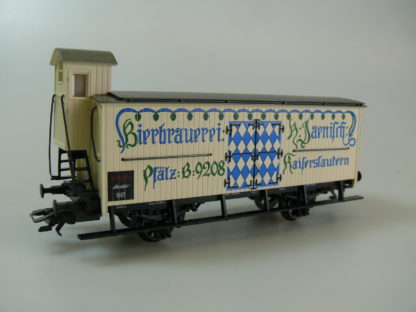 Bierbrauerei:
Pfälz: B: 9208
H: Jaenisch:
Kaiserslautern